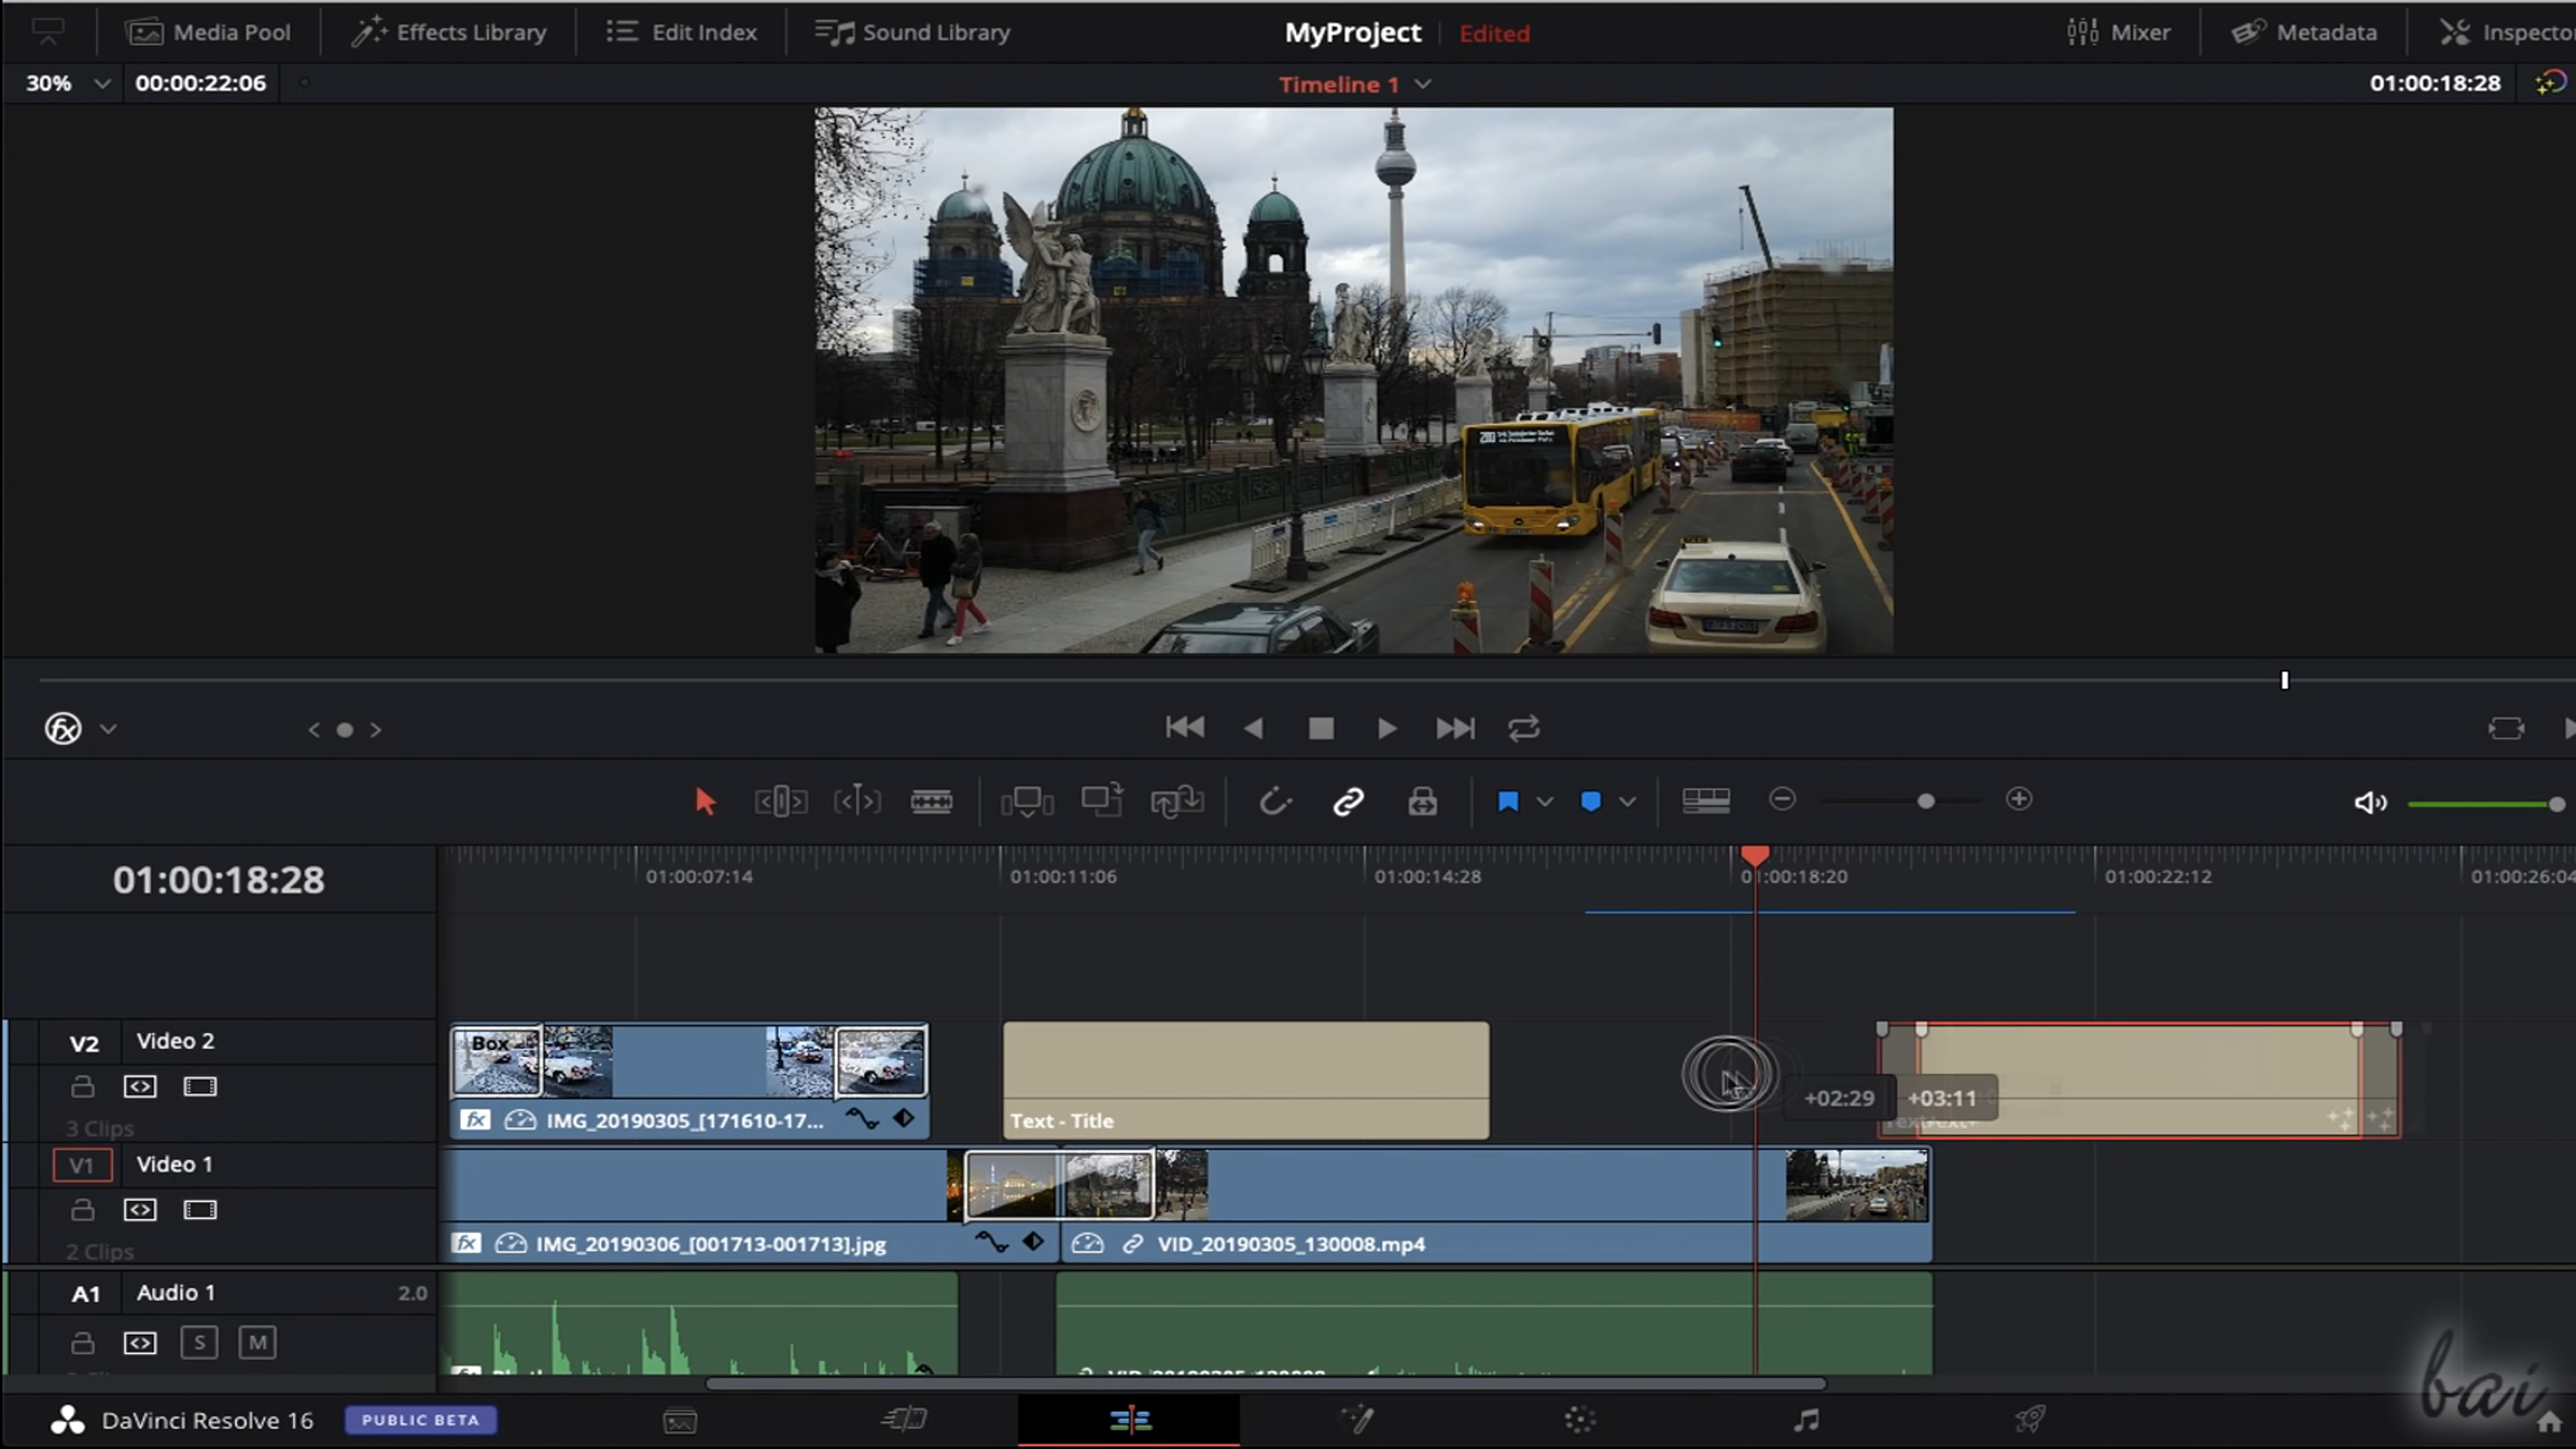 Media Pool
Effects Library
Edit Index
Sound Library
MyProject
Edited
Mixer
Metadata
Inspecto
30%
00:00:22:06
Timeline 1
01:00:18:28
01:00:18:28
01:00:07:14
01:00:11:06
01:00:14:28
01:00:18:20
01:00:22:12
01:00:26:04
V2
Video 2
3 Clips
Box
IMG_20190305_[171610-17...
Text - Title
+02:29
+03:11
V1
Video 1
2 Clips
IMG_20190306_[001713-001713].jpg
VID_20190305_130008.mp4
A1
Audio 1
2.0
S
M
DaVinci Resolve 16
PUBLIC BETA
bai